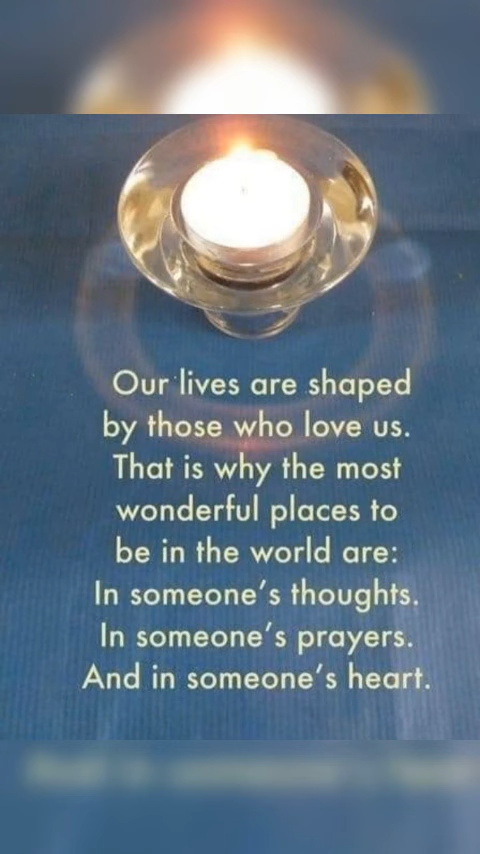 Our lives are shaped
by those who love us.
That is why the most
wonderful places to
be in the world are:
In someone's thoughts.
In someone's prayers.
And in someone's heart.